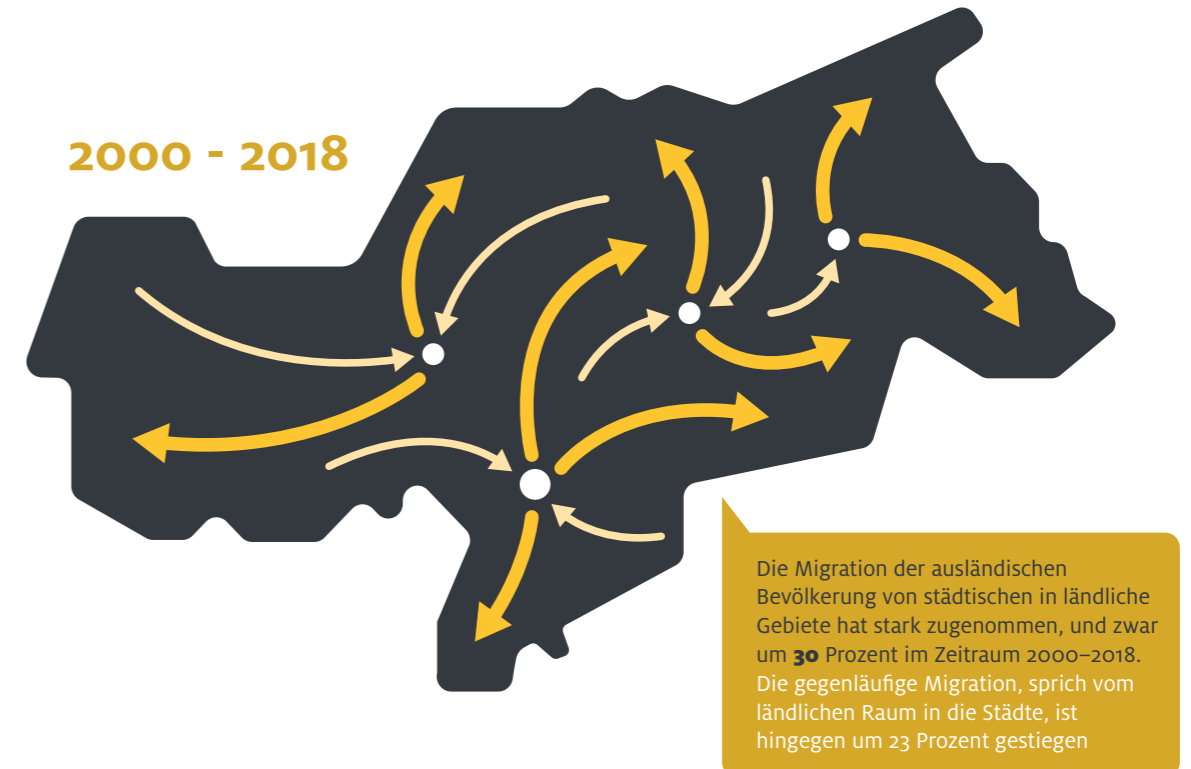 2000 - 2018
Die Migration der ausländischen
Bevölkerung von städtischen in ländliche
Gebiete hat stark zugenommen, und zwar
um 30 Prozent im Zeitraum 2000–2018.
Die gegenläufige Migration, sprich vom
ländlichen Raum in die Städte, ist
hingegen um 23 Prozent gestiegen